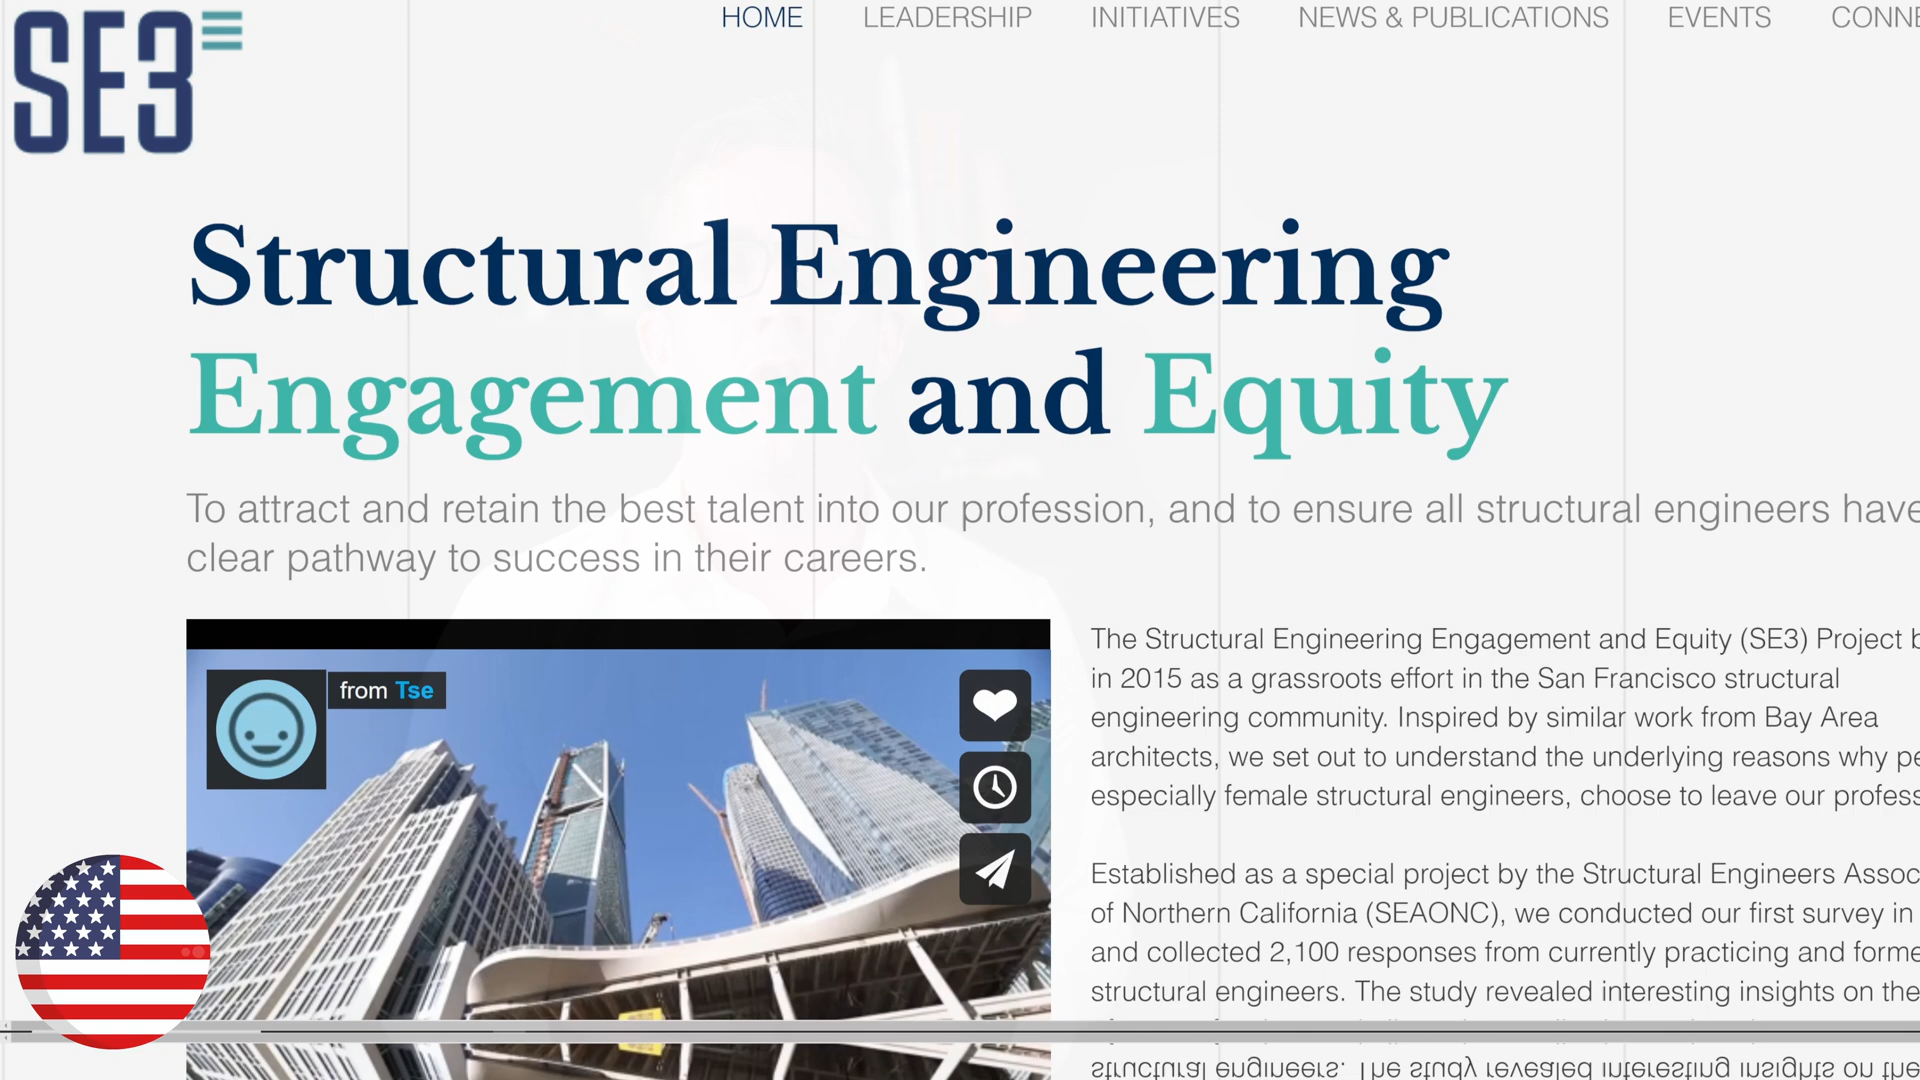 SE3
HOME LEADERSHIP INITIATIVES NEWS & PUBLICATIONS EVENTS CONNE
Structural Engineering
Engagement and Equity
To attract and retain the best talent into our profession, and to ensure all structural engineers have
clear pathway to success in their careers.
from Tse
The Structural Engineering Engagement and Equity (SE3) Project b
in 2015 as a grassroots effort in the San Francisco structural
engineering community. Inspired by similar work from Bay Area
architects, we set out to understand the underlying reasons why pe
especially female structural engineers, choose to leave our profess
Established as a special project by the Structural Engineers Assoc
of Northern California (SEAONC), we conducted our first survey in
and collected 2,100 responses from currently practicing and forme
structural engineers. The study revealed interesting insights on the